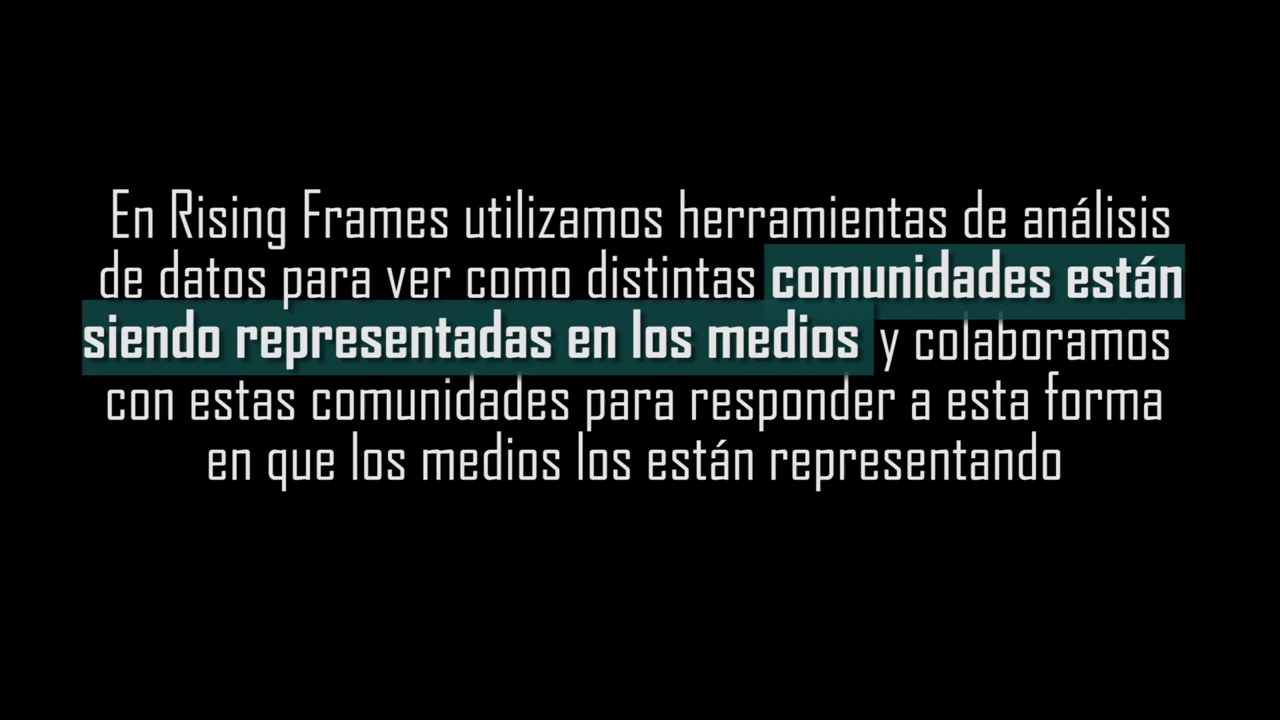 En Rising Frames utilizamos herramientas de análisis
de datos para ver como distintas comunidades están
siendo representadas en los medios y colaboramos
con estas comunidades para responder a esta forma
en que los medios los están representando